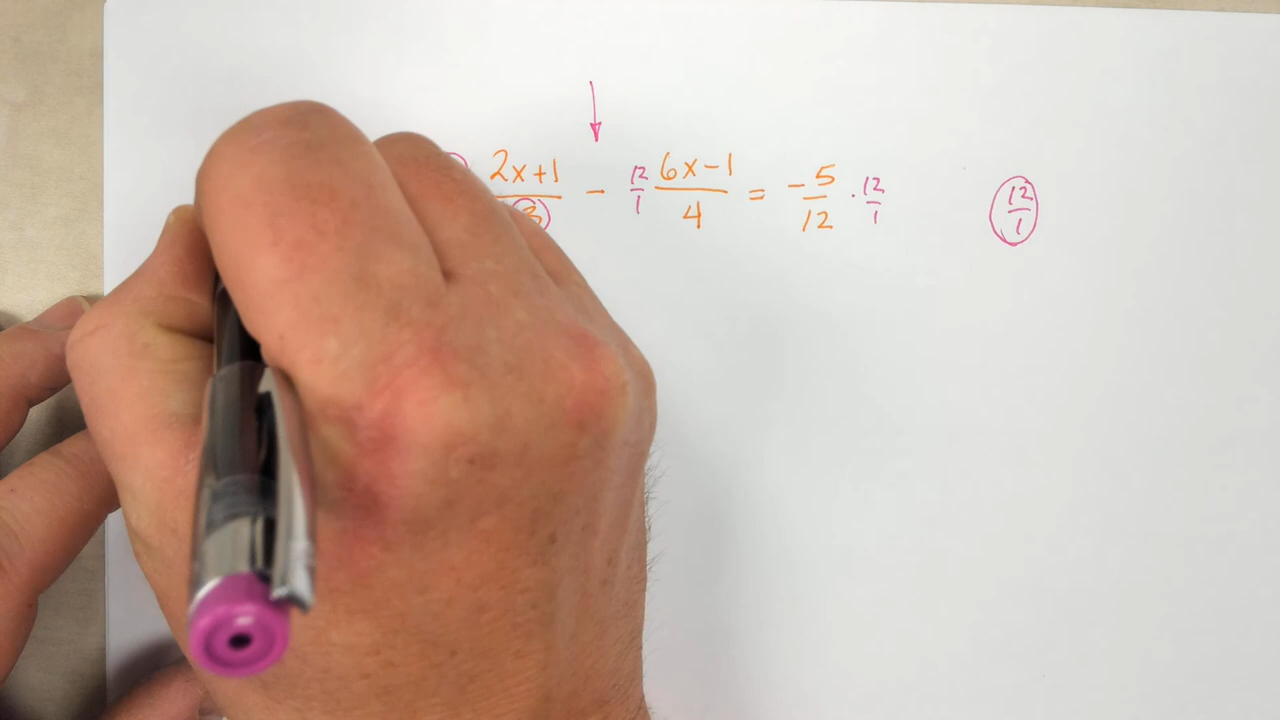 2x+1/3 - 12/1 6x-1/4 = -5/12 · 12/1 12/1